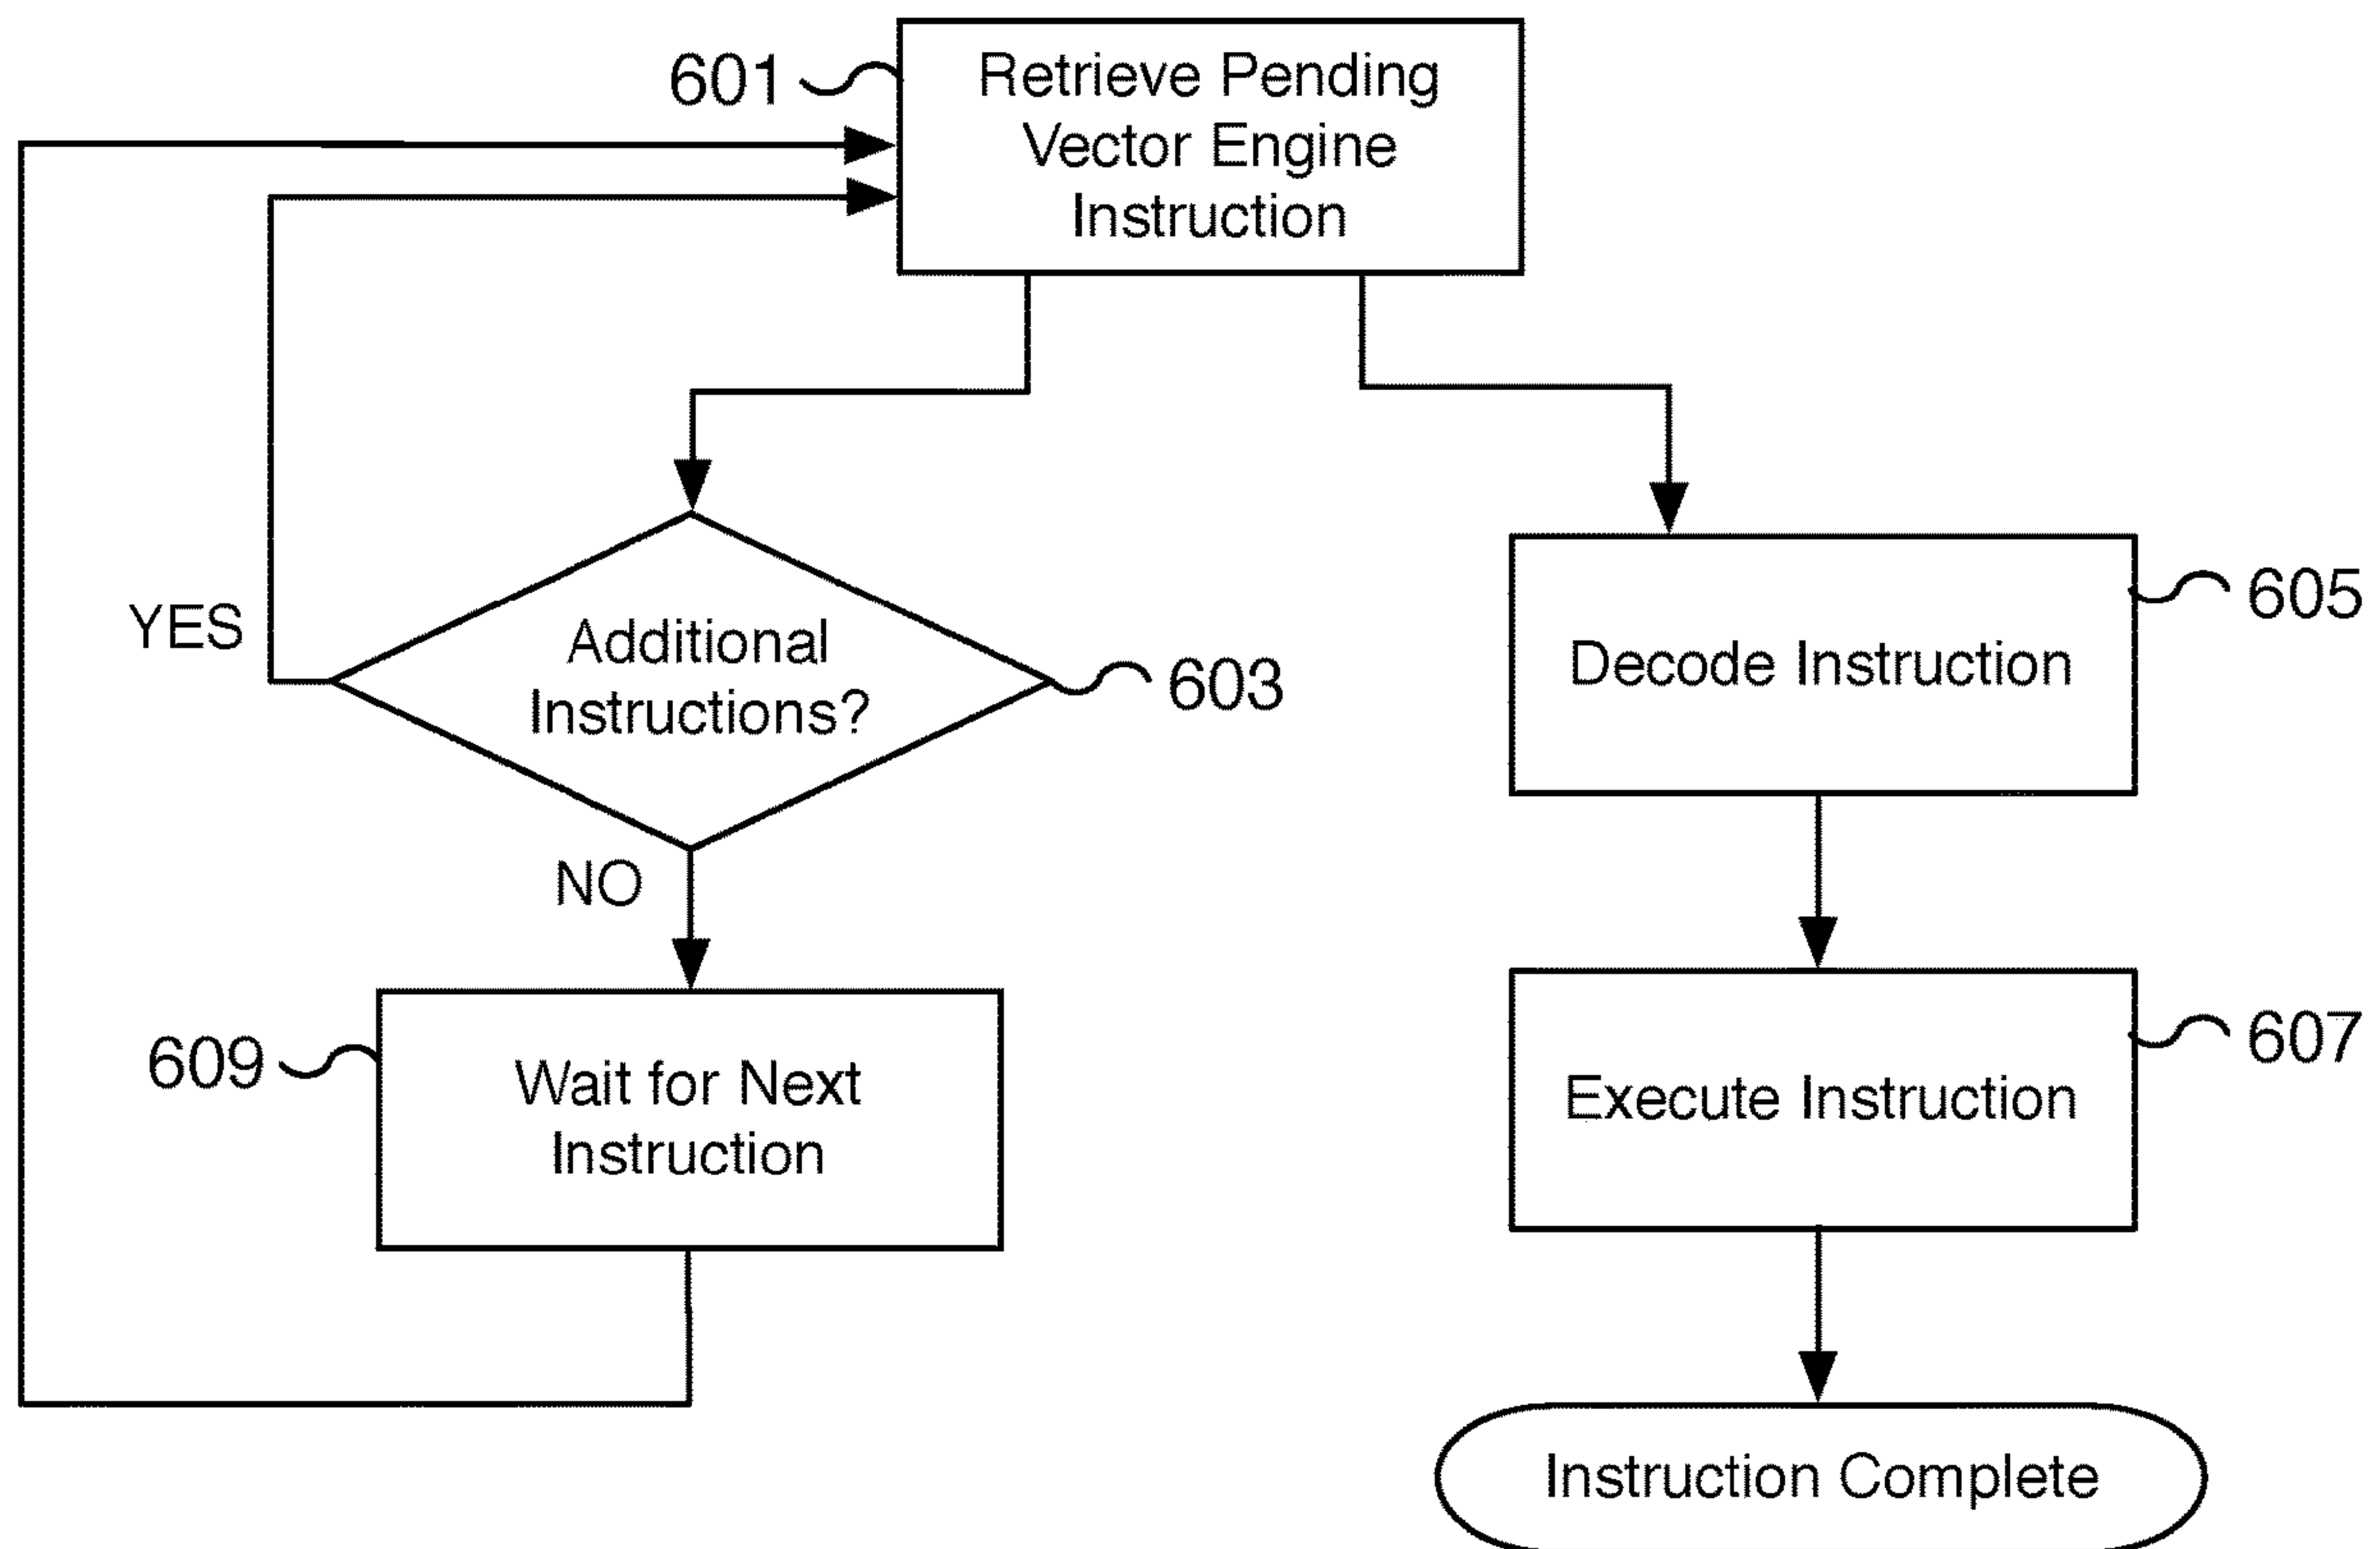 601
Retrieve Pending
Vector Engine
Instruction
YES
Additional
Instructions?
603
605
Decode Instruction
NO
609
Wait for Next
Instruction
607
Execute Instruction
Instruction Complete